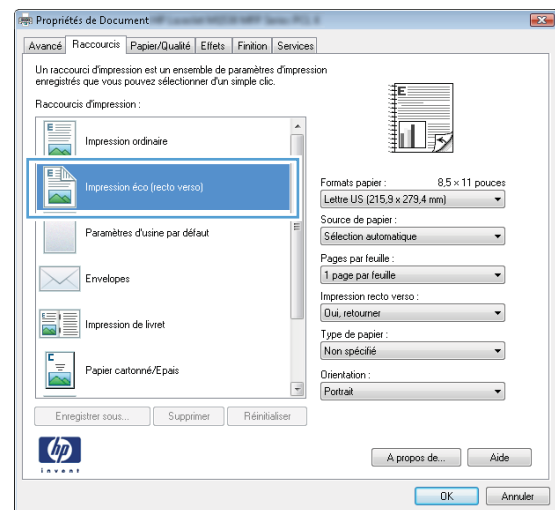 Propriétés de Document
Avancé Raccourcis Papier/Qualité Effets Finition Services
Un raccourci d'impression est un ensemble de paramètres d'impression
enregistrés que vous pouvez sélectionner d'un simple clic.
Raccourcis d'impression :
Impression ordinaire
Impression éco (recto verso)
Paramètres d'usine par défaut
Envelopes
Impression de livret
Papier cartonné/Epais
Enregistrer sous... Supprimer Réinitialiser
E
Formats papier : 8,5 × 11 pouces
Lettre US (215,9 x 279,4 mm)
Source de papier :
Sélection automatique
Pages par feuille :
1 page par feuille
Impression recto verso :
Oui, retourner
Type de papier :
Non spécifié
Orientation :
Portrait
hp
invent
A propos de... Aide
OK Annuler